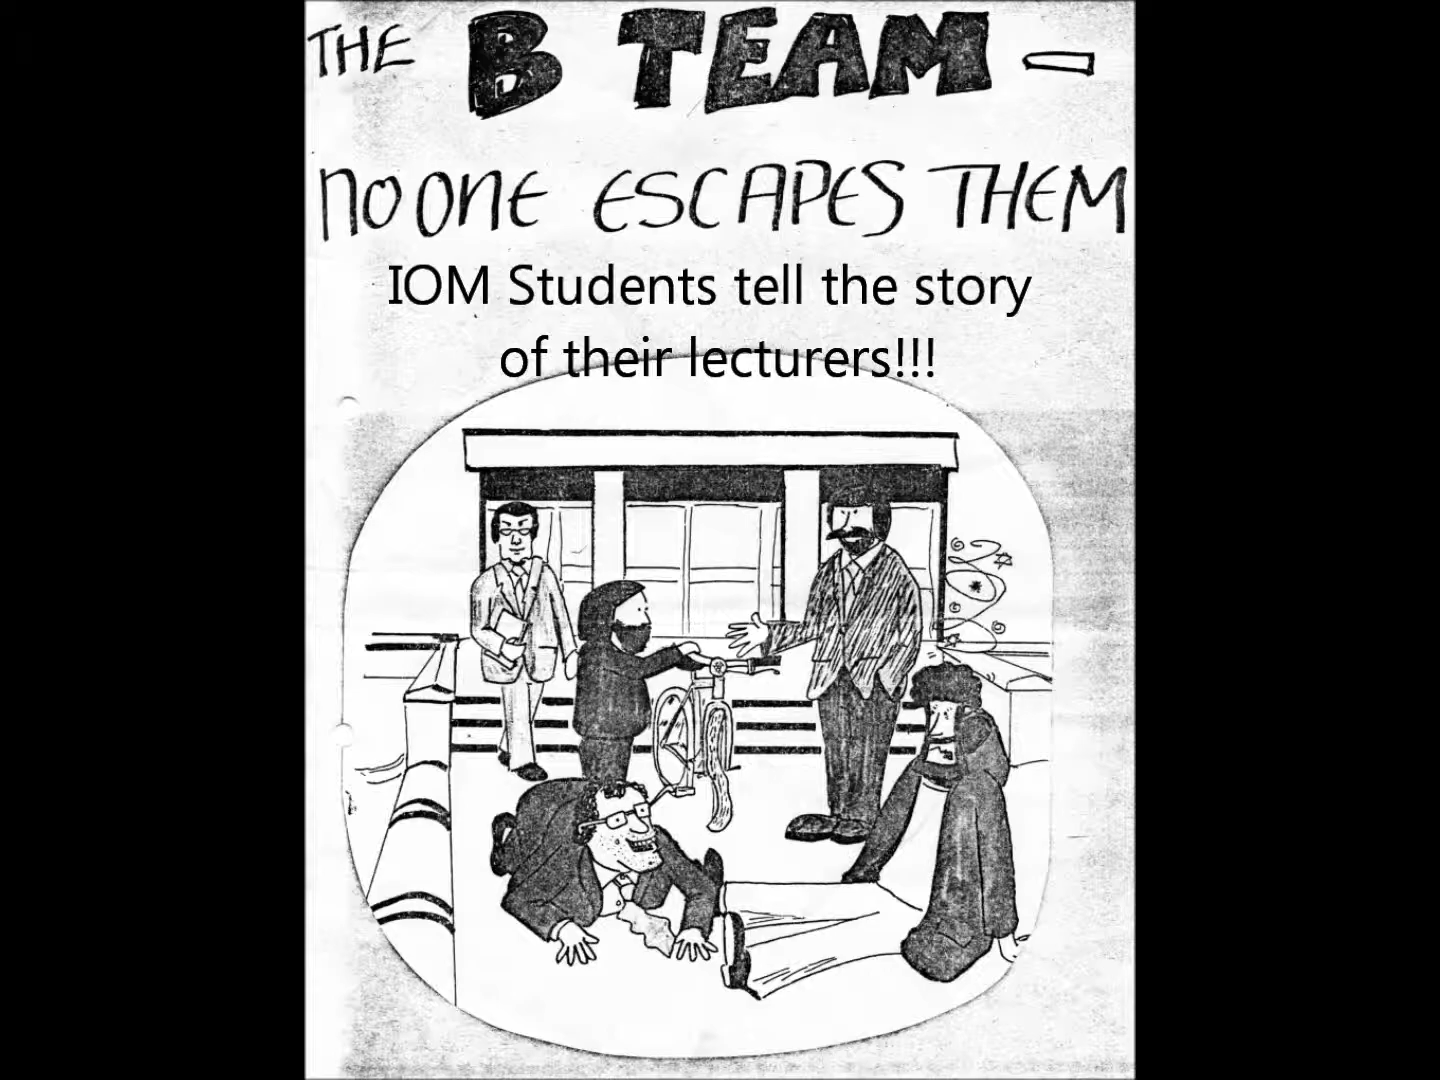 THE B TEAM -
NO ONE ESCAPES THEM
IOM Students tell the story
of their lecturers!!!